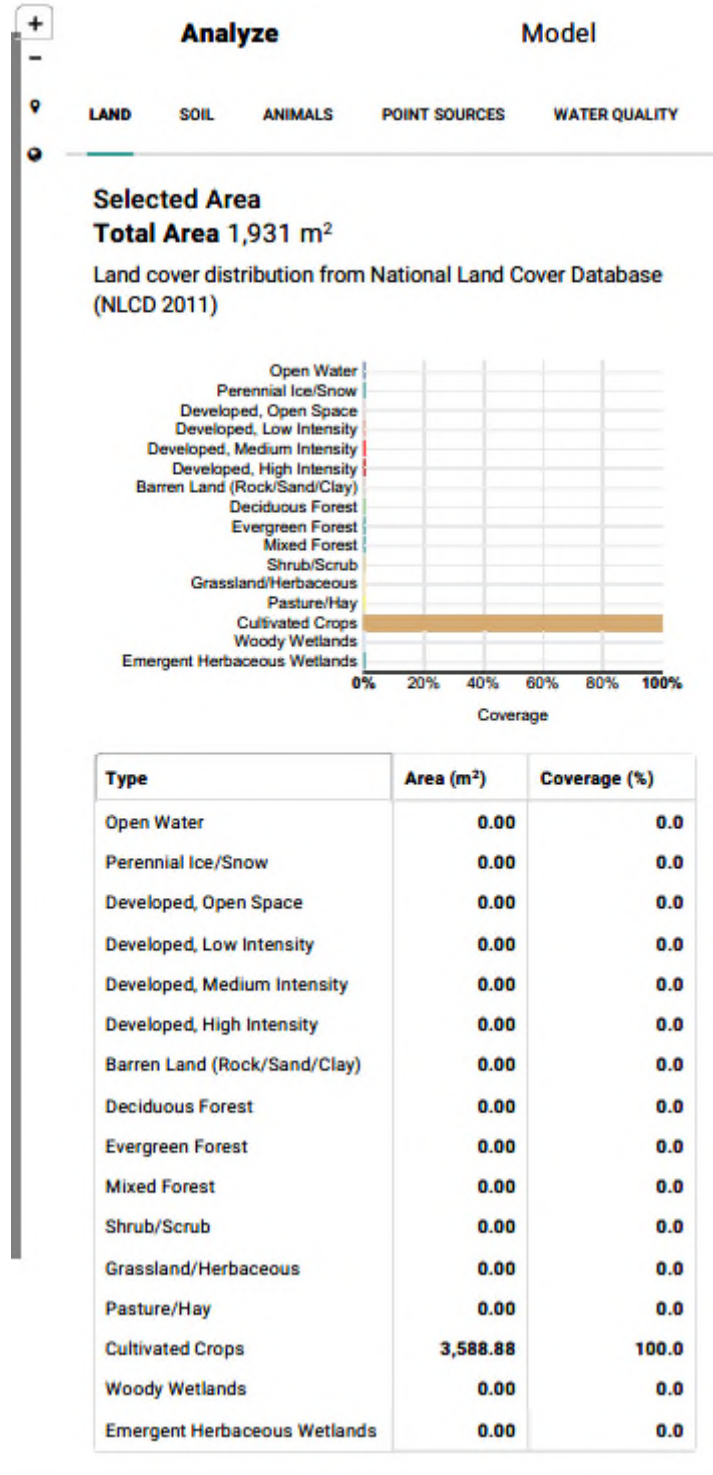 +
Analyze Model
-
LAND SOIL ANIMALS POINT SOURCES WATER QUALITY
Selected Area
Total Area 1,931 m²
Land cover distribution from National Land Cover Database
(NLCD 2011)
Open Water
Perennial Ice/Snow
Developed, Open Space
Developed, Low Intensity
Developed, Medium Intensity
Developed, High Intensity
Barren Land (Rock/Sand/Clay)
Deciduous Forest
Evergreen Forest
Mixed Forest
Shrub/Scrub
Grassland/Herbaceous
Pasture/Hay
Cultivated Crops
Woody Wetlands
Emergent Herbaceous Wetlands
0% 20% 40% 60% 80% 100%
Coverage
Type Area (m²) Coverage (%)
Open Water 0.00 0.0
Perennial Ice/Snow 0.00 0.0
Developed, Open Space 0.00 0.0
Developed, Low Intensity 0.00 0.0
Developed, Medium Intensity 0.00 0.0
Developed, High Intensity 0.00 0.0
Barren Land (Rock/Sand/Clay) 0.00 0.0
Deciduous Forest 0.00 0.0
Evergreen Forest 0.00 0.0
Mixed Forest 0.00 0.0
Shrub/Scrub 0.00 0.0
Grassland/Herbaceous 0.00 0.0
Pasture/Hay 0.00 0.0
Cultivated Crops 3,588.88 100.0
Woody Wetlands 0.00 0.0
Emergent Herbaceous Wetlands 0.00 0.0